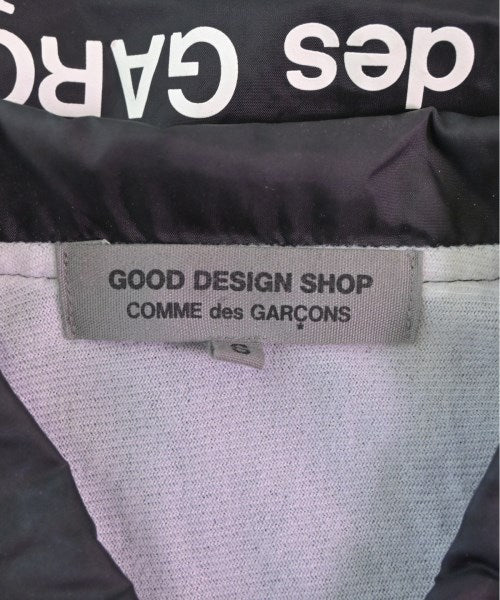 des GARÇ
GOOD DESIGN SHOP
COMME des GARÇONS
S